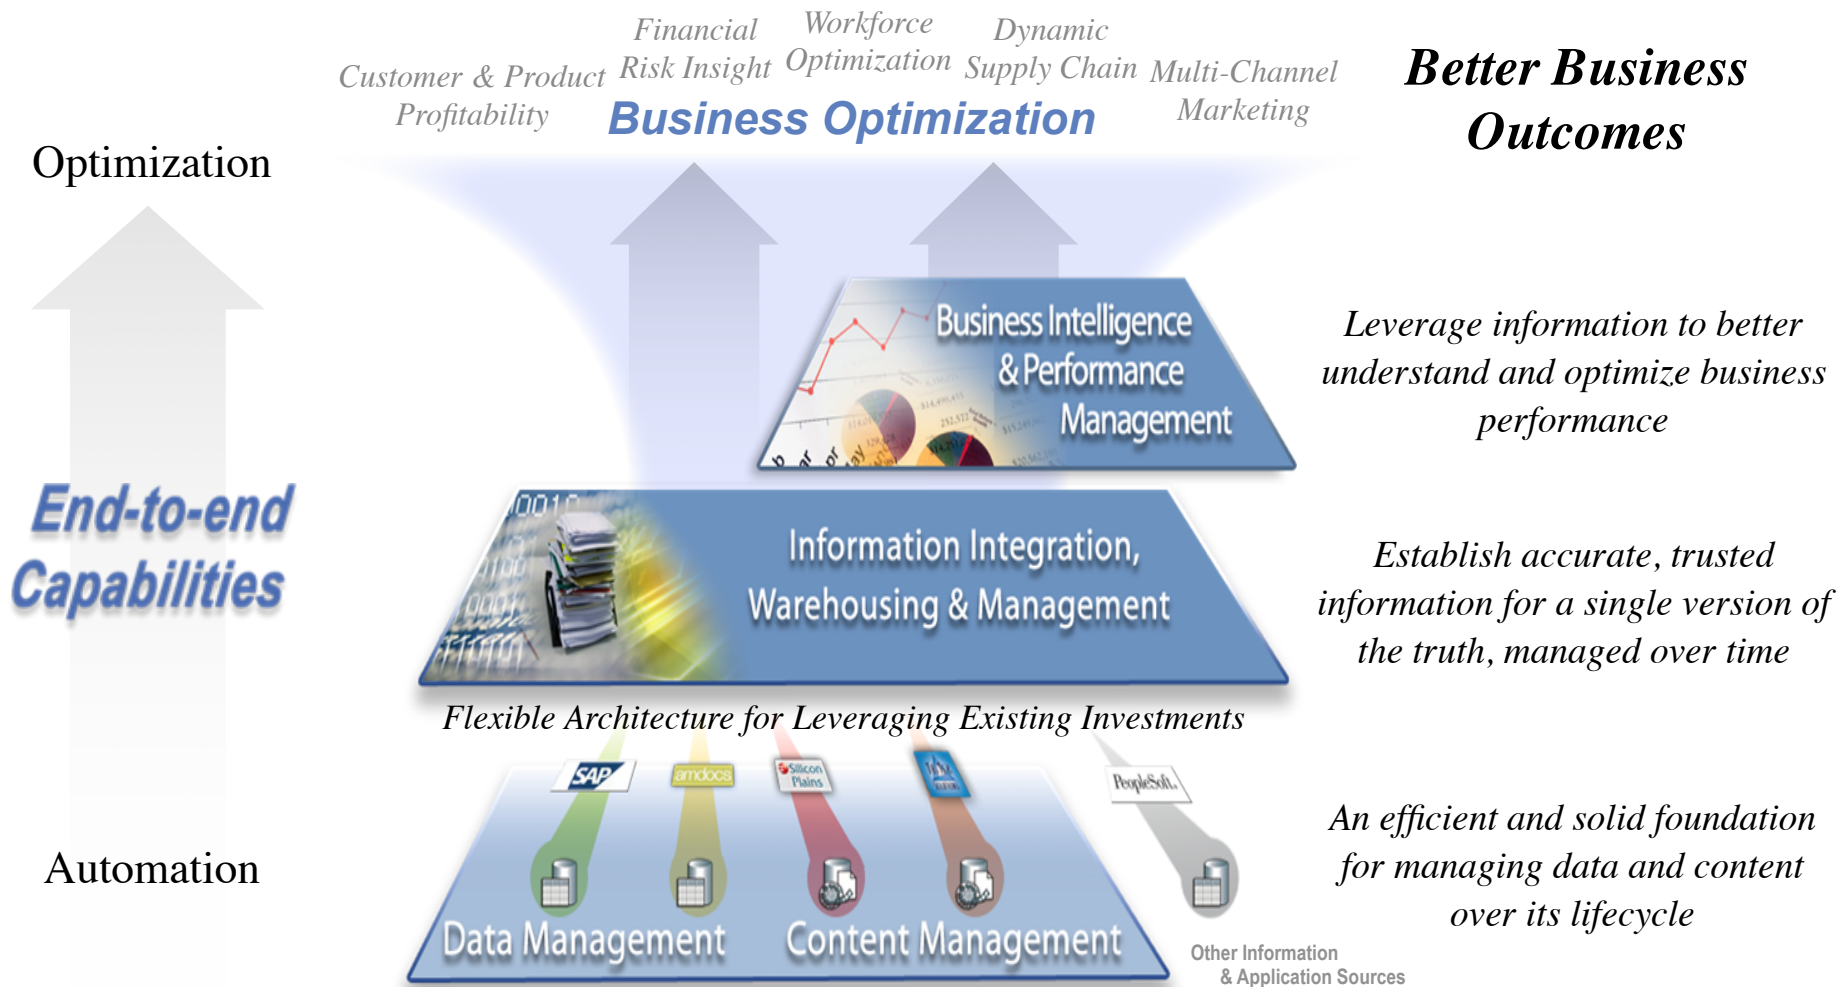 Customer & Product
Profitability
Financial
Risk Insight
Workforce
Optimization
Dynamic
Supply Chain
Multi-Channel
Marketing
Business Optimization
Better Business
Outcomes
Optimization
Business Intelligence
& Performance
Management
Leverage information to better
understand and optimize business
performance
End-to-end
Capabilities
Information Integration,
Warehousing & Management
Establish accurate, trusted
information for a single version of
the truth, managed over time
Flexible Architecture for Leveraging Existing Investments
SAP
amdocs
Silicon
Plains
PeopleSoft.
Automation
Data Management
Content Management
An efficient and solid foundation
for managing data and content
over its lifecycle
Other Information
& Application Sources